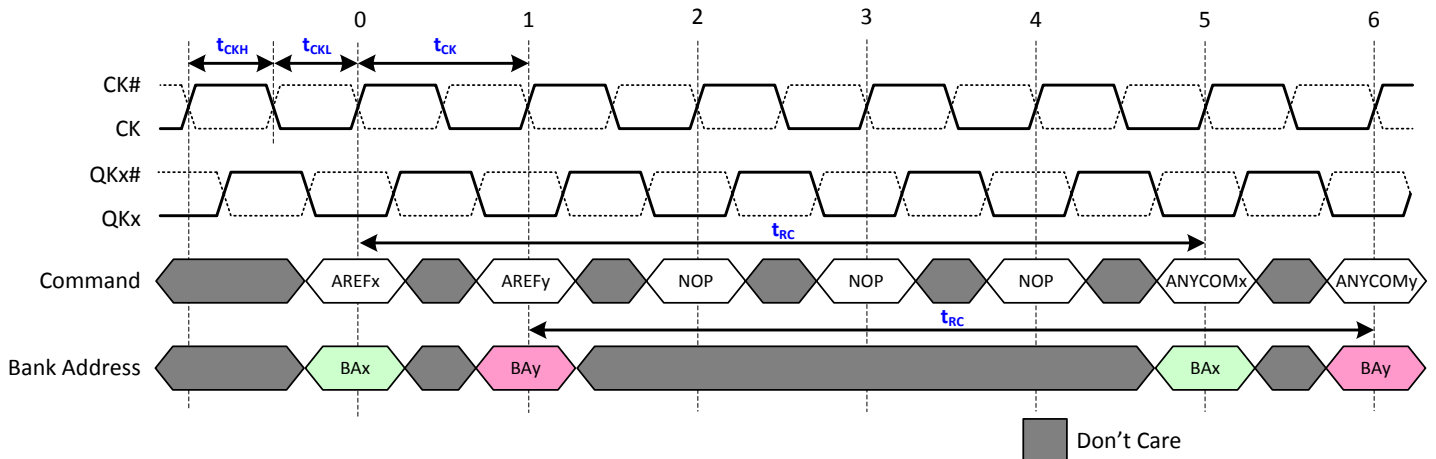 0 1 2 3 4 5 6
tCKH tCKL tCK
CK#
CK
QKx#
QKx
tRC
Command AREFx AREFy NOP NOP NOP ANYCOMx ANYCOMy
tRC
Bank Address BAx BAy BAx BAy
Don't Care